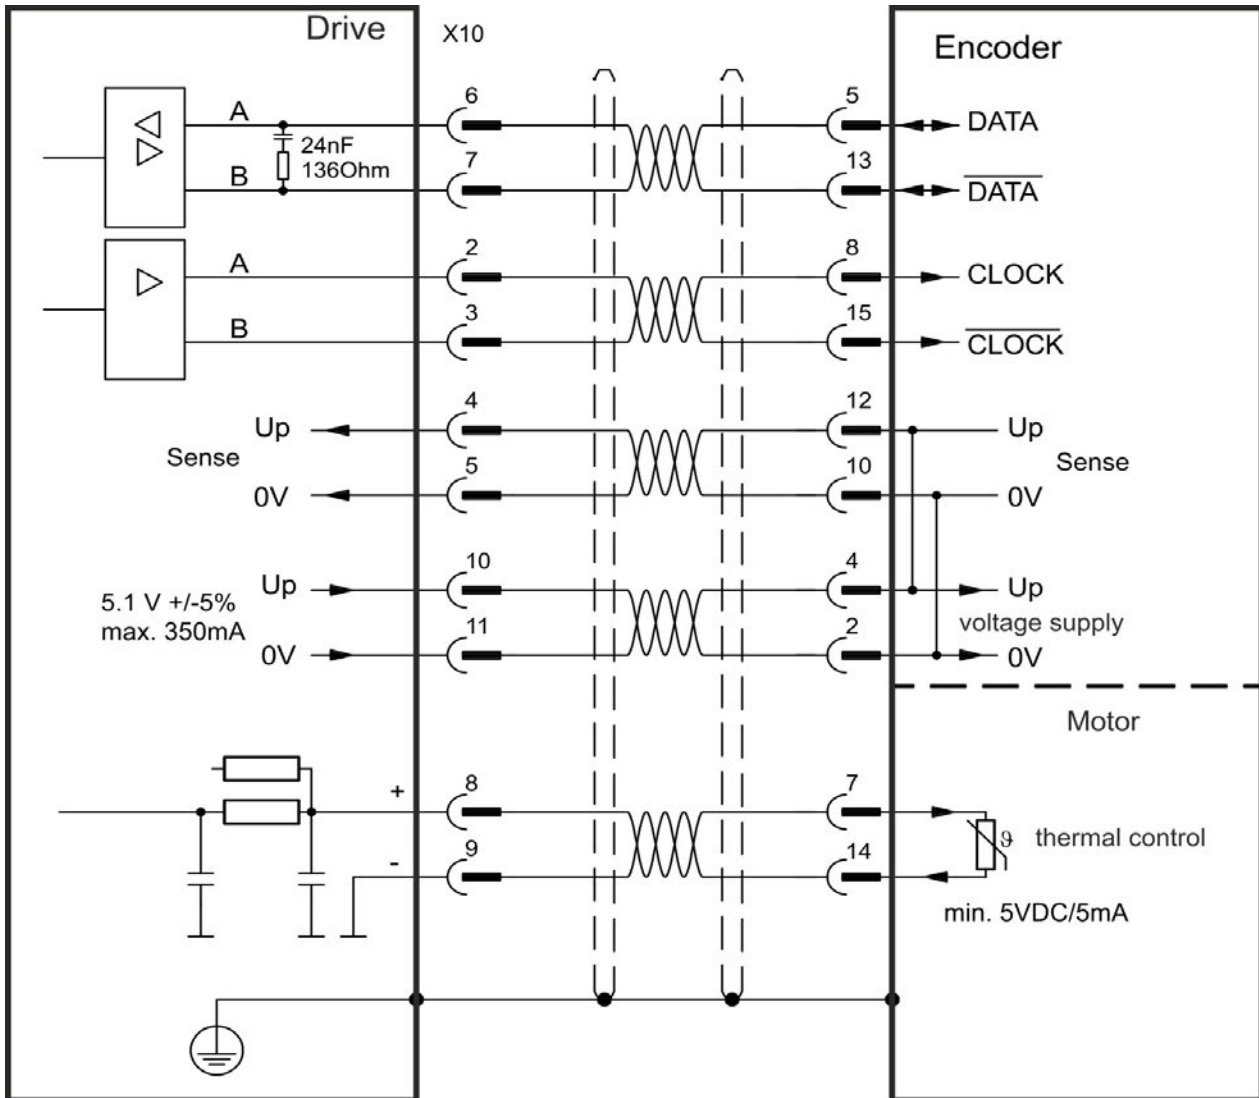 Drive
X10
Encoder
A
6
5
DATA
24nF
136Ohm
B
7
13
DATA
A
2
8
CLOCK
B
3
15
CLOCK
Up
4
12
Up
Sense
Sense
0V
5
10
0V
5.1 V +/-5%
max. 350mA
Up
10
4
Up
voltage supply
0V
11
2
0V
Motor
+
8
7
ϑ thermal control
-
9
14
min. 5VDC/5mA